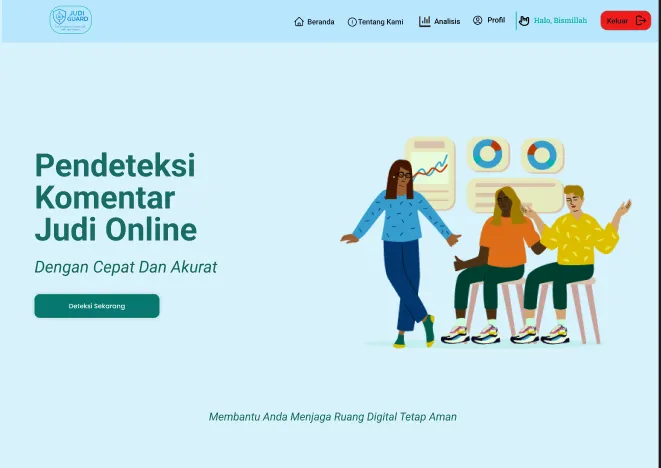 JUDI
GUARD
Beranda
Tentang Kami
Analisis
Profil
Halo, Bismillah
Keluar
Pendeteksi
Komentar
Judi Online
Dengan Cepat Dan Akurat
Deteksi Sekarang
Membantu Anda Menjaga Ruang Digital Tetap Aman